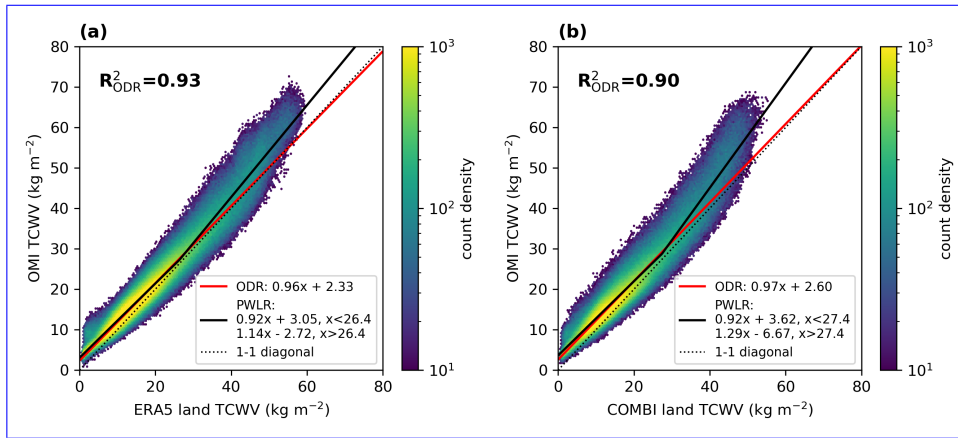 (a)
R²ODR=0.93
OMI TCWV (kg m−2)
80
70
60
50
40
30
20
10
0
ODR: 0.96x + 2.33
PWLR:
0.92x + 3.05, x<26.4
1.14x - 2.72, x>26.4
1-1 diagonal
0 20 40 60 80
ERA5 land TCWV (kg m−2)
10³
10²
10¹
count density
(b)
R²ODR=0.90
OMI TCWV (kg m−2)
80
70
60
50
40
30
20
10
0
ODR: 0.97x + 2.60
PWLR:
0.92x + 3.62, x<27.4
1.29x - 6.67, x>27.4
1-1 diagonal
0 20 40 60 80
COMBI land TCWV (kg m−2)
10³
10²
10¹
count density